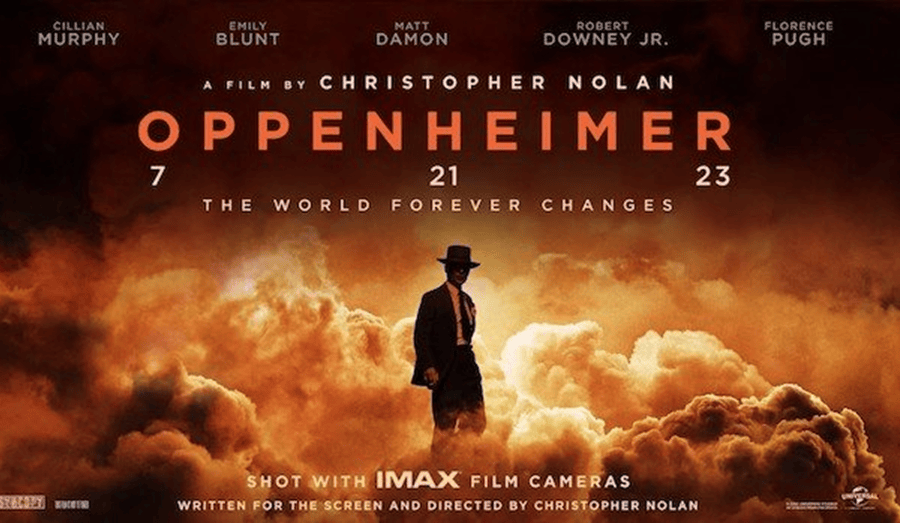 CILLIAN EMILY MATT ROBERT FLORENCE
MURPHY BLUNT DAMON DOWNEY JR. PUGH
A FILM BY CHRISTOPHER NOLAN
OPPENHEIMER
7 21 23
THE WORLD FOREVER CHANGES
SHOT WITH IMAX FILM CAMERAS
WRITTEN FOR THE SCREEN AND DIRECTED BY CHRISTOPHER NOLAN
SYNCOPY
UNIVERSAL